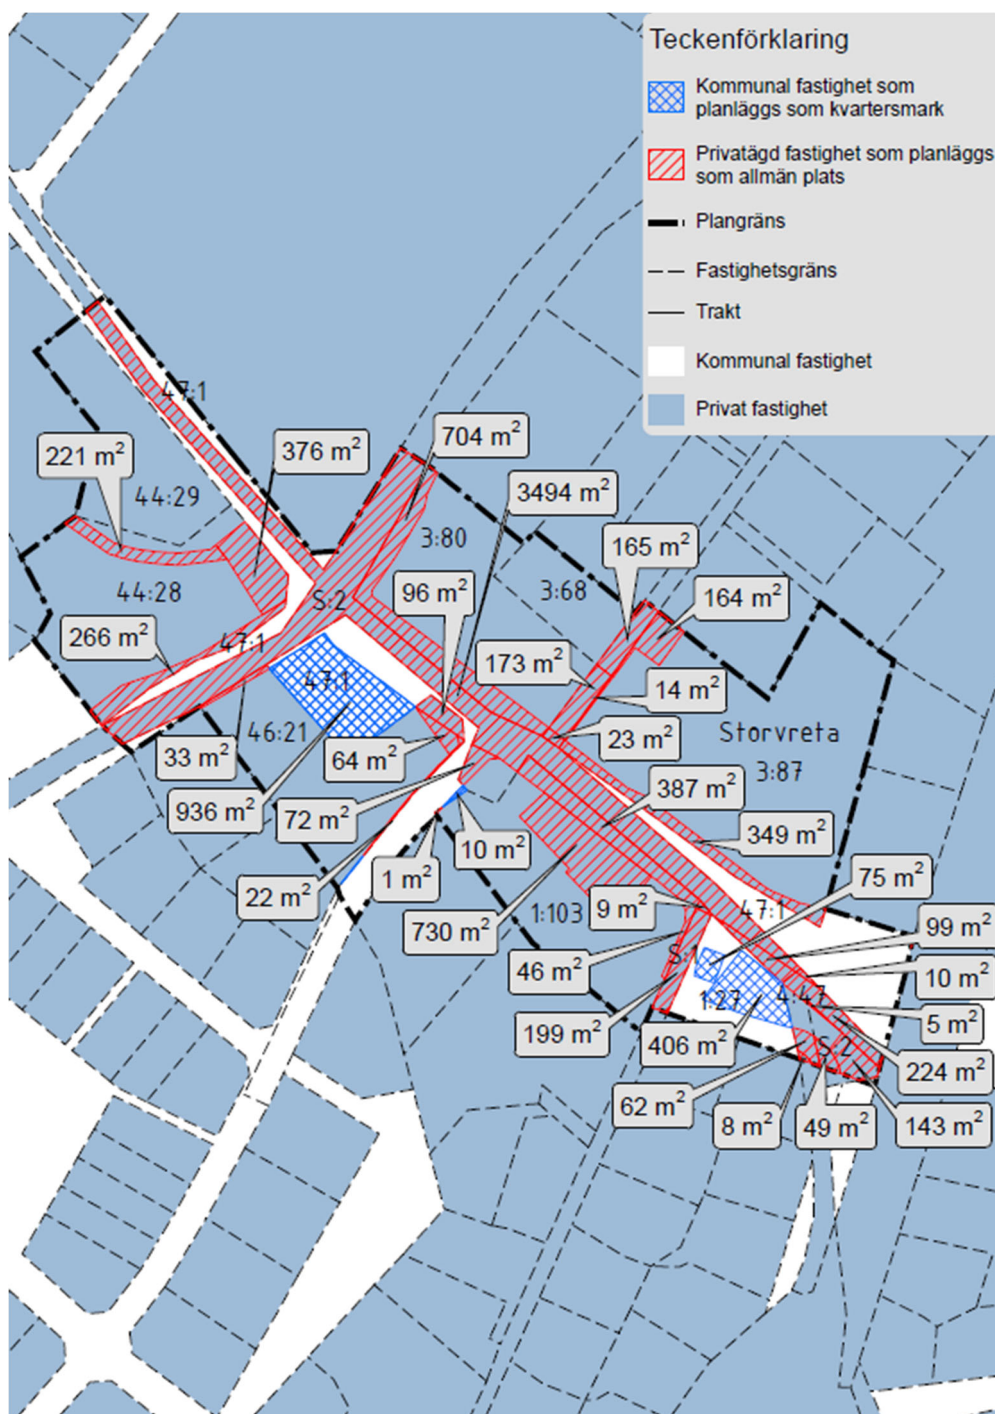 Teckenförklaring
Kommunal fastighet som
planläggs som kvartersmark
Privatägd fastighet som planläggs
som allmän plats
Plangräns
Fastighetsgräns
Trakt
Kommunal fastighet
Privat fastighet
47:1
704 m²
376 m²
221 m²
44:29
3494 m²
3:80
165 m²
96 m²
3:68
44:28
S:2
164 m²
266 m²
47:1
173 m²
47:1
14 m²
46:21
Storvreta
23 m²
33 m²
64 m²
3:87
387 m²
936 m²
72 m²
349 m²
10 m²
75 m²
1 m²
22 m²
1:103
9 m²
47:1
730 m²
99 m²
46 m²
10 m²
1:27
4:47
5 m²
199 m²
406 m²
S:2
224 m²
62 m²
8 m²
49 m²
143 m²